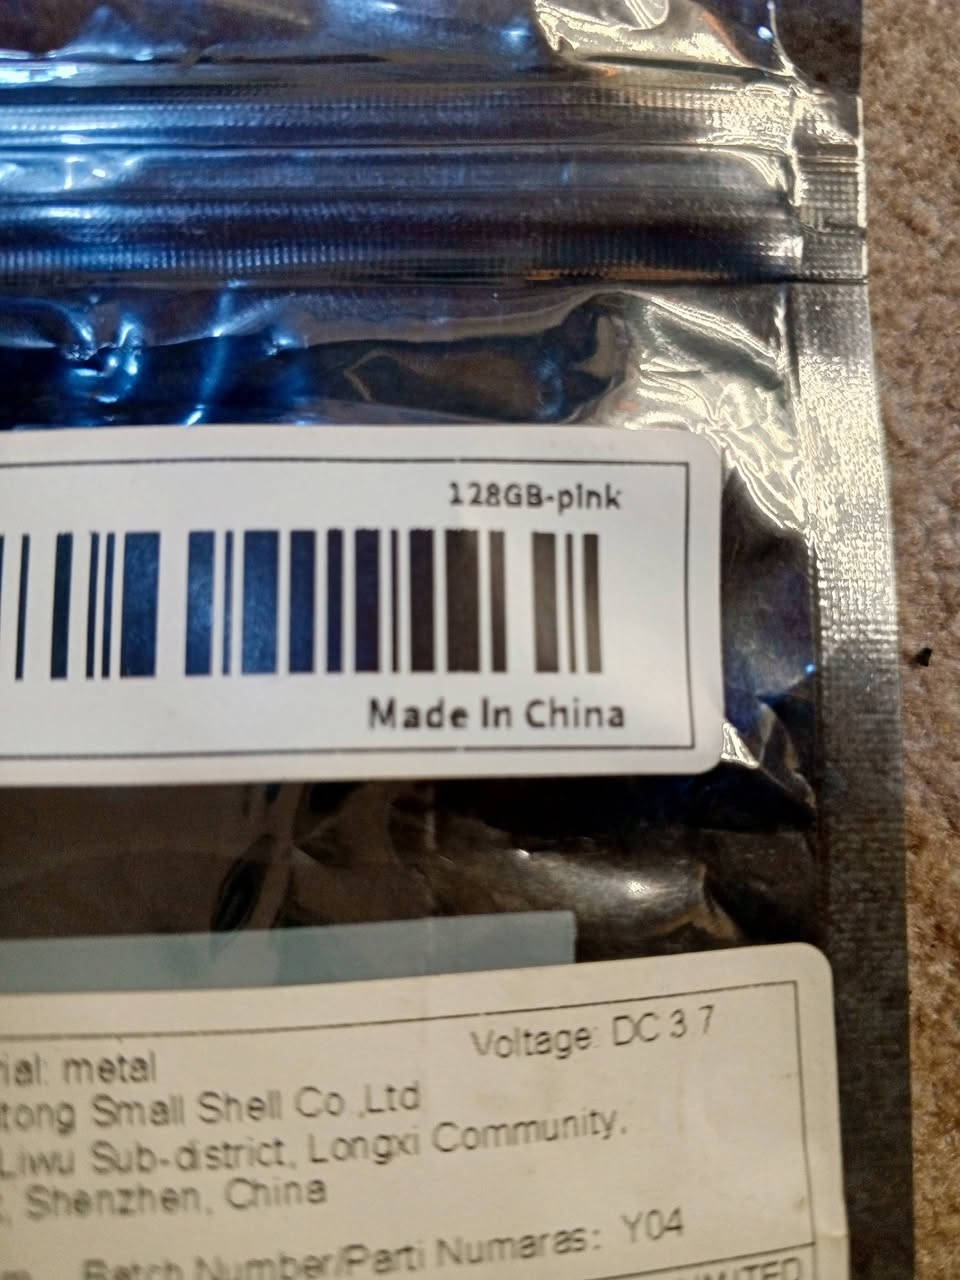 128GB-pink
Made In China
Voltage: DC 3.7
rial: metal
tong Small Shell Co.,Ltd
Liwu Sub-district, Longxi Community,
Shenzhen, China
Batch Number/Parti Numaras: Y04